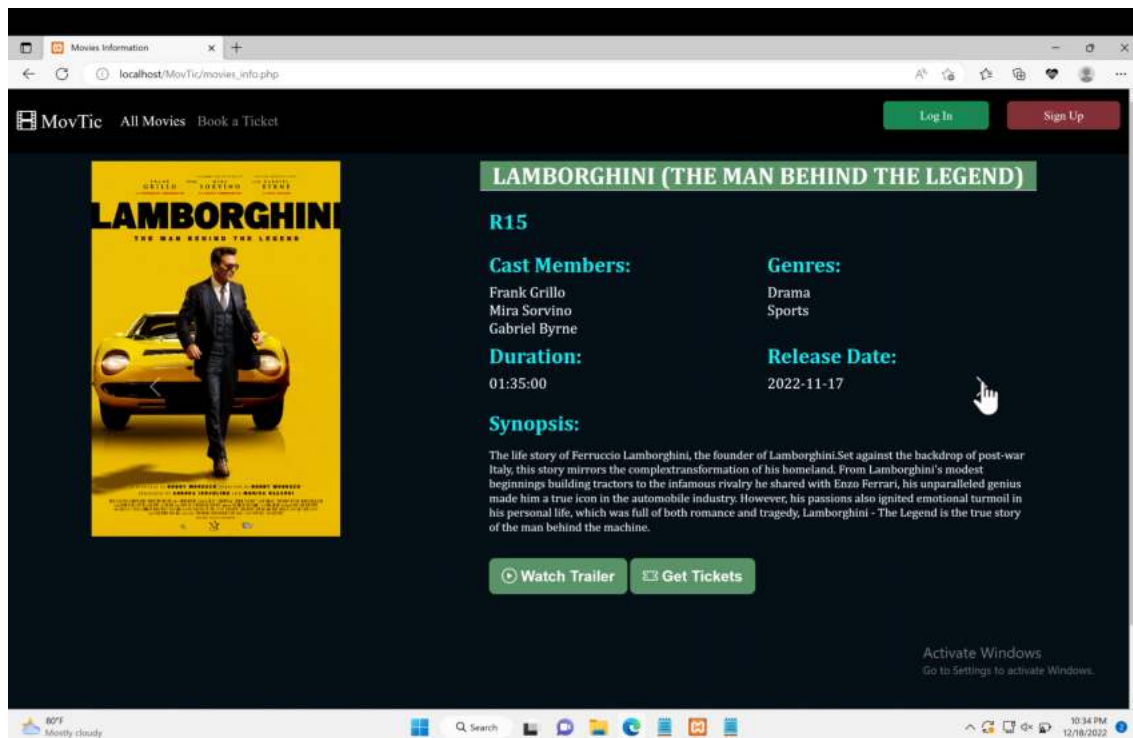 Movies Information
localhost/MovTic/movies_info.php
MovTic All Movies Book a Ticket
Log In
Sign Up
GRILLO SORVINO BYRNE
LAMBORGHINI
THE MAN BEHIND THE LEGEND
LAMBORGHINI (THE MAN BEHIND THE LEGEND)
R15
Cast Members:
Frank Grillo
Mira Sorvino
Gabriel Byrne
Genres:
Drama
Sports
Duration:
01:35:00
Release Date:
2022-11-17
Synopsis:
The life story of Ferruccio Lamborghini, the founder of Lamborghini.Set against the backdrop of post-war
Italy, this story mirrors the complextransformation of his homeland. From Lamborghini's modest
beginnings building tractors to the infamous rivalry he shared with Enzo Ferrari, his unparalleled genius
made him a true icon in the automobile industry. However, his passions also ignited emotional turmoil in
his personal life, which was full of both romance and tragedy, Lamborghini - The Legend is the true story
of the man behind the machine.
Watch Trailer
Get Tickets
Activate Windows
Go to Settings to activate Windows.
80°F
Mostly cloudy
Search
10:34 PM
12/18/2022